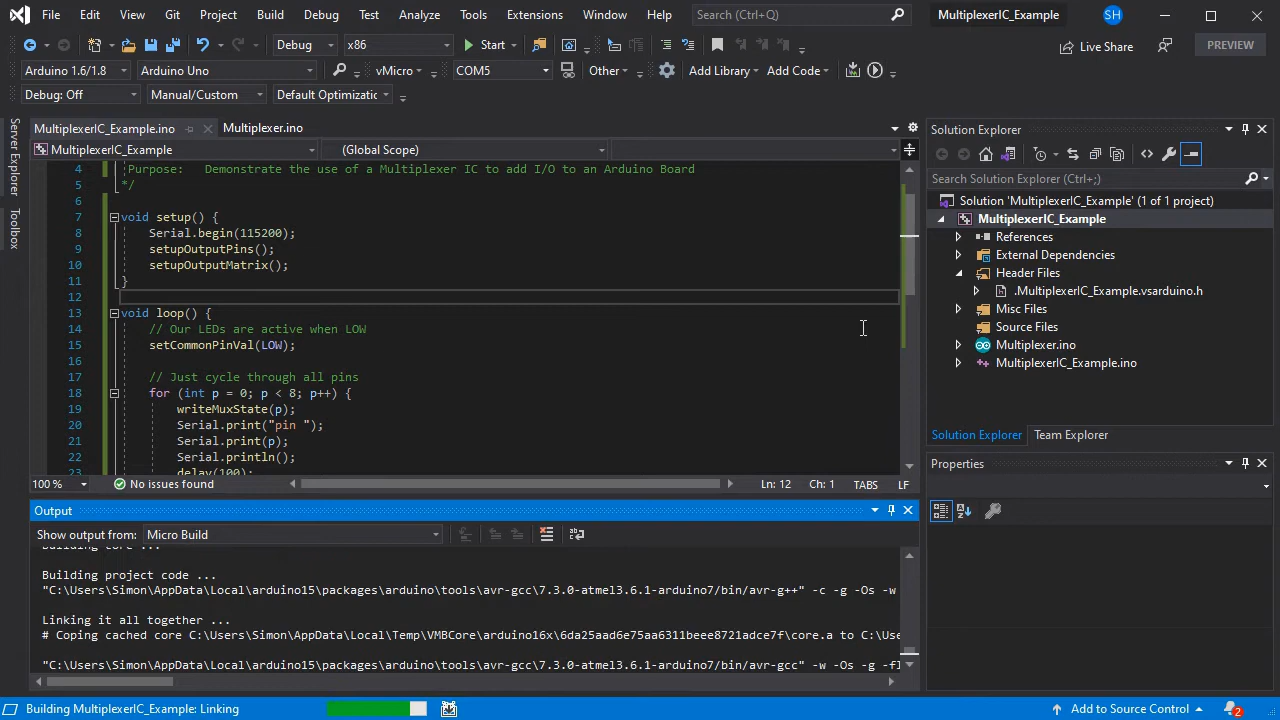 File Edit View Git Project Build Debug Test Analyze Tools Extensions Window Help Search (Ctrl+Q) MultiplexerIC_Example SH
Debug x86 Start Live Share PREVIEW
Arduino 1.6/1.8 Arduino Uno vMicro COM5 Other Add Library Add Code
Debug: Off Manual/Custom Default Optimizatic
Server Explorer
Toolbox
MultiplexerIC_Example.ino Multiplexer.ino
MultiplexerIC_Example (Global Scope)
4 Purpose: Demonstrate the use of a Multiplexer IC to add I/O to an Arduino Board
5 */
6
7 void setup() {
8 Serial.begin(115200);
9 setupOutputPins();
10 setupOutputMatrix();
11 }
12
13 void loop() {
14 // Our LEDs are active when LOW
15 setCommonPinVal(LOW);
16
17 // Just cycle through all pins
18 for (int p = 0; p < 8; p++) {
19 writeMuxState(p);
20 Serial.print("pin ");
21 Serial.print(p);
22 Serial.println();
23 delay(100);
100 % No issues found Ln: 12 Ch: 1 TABS LF
Output
Show output from: Micro Build
Building core ...
Building project code ...
"C:\Users\Simon\AppData\Local\arduino15\packages\arduino\tools\avr-gcc\7.3.0-atmel3.6.1-arduino7/bin/avr-g++" -c -g -Os -w
Linking it all together ...
# Coping cached core C:\Users\Simon\AppData\Local\Temp\VMBCore\arduino16x\6da25aad6e75aa6311beee8721adce7f\core.a to C:\Use
"C:\Users\Simon\AppData\Local\arduino15\packages\arduino\tools\avr-gcc\7.3.0-atmel3.6.1-arduino7/bin/avr-gcc" -w -Os -g -fl
Solution Explorer
Search Solution Explorer (Ctrl+;)
Solution 'MultiplexerIC_Example' (1 of 1 project)
MultiplexerIC_Example
References
External Dependencies
Header Files
.MultiplexerIC_Example.vsarduino.h
Misc Files
Source Files
Multiplexer.ino
MultiplexerIC_Example.ino
Solution Explorer Team Explorer
Properties
Building MultiplexerIC_Example: Linking Add to Source Control 2